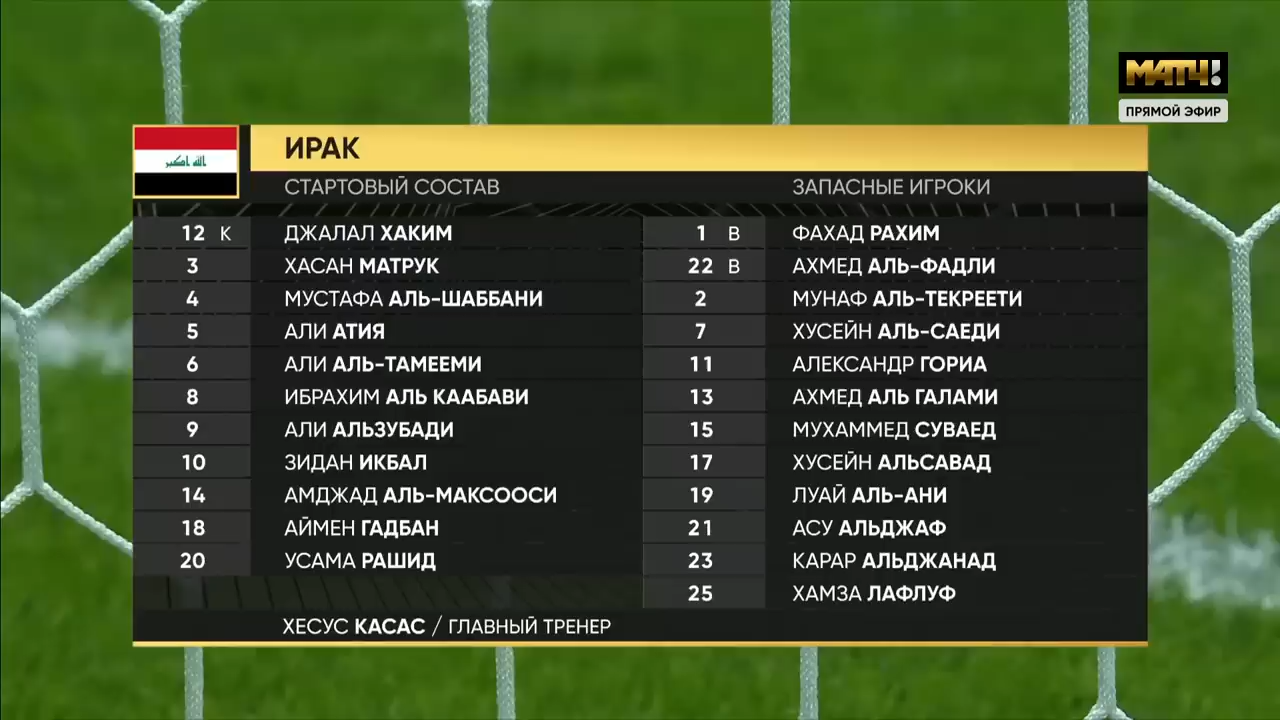 МАТЧ!
ПРЯМОЙ ЭФИР
الله اكبر
ИРАК
СТАРТОВЫЙ СОСТАВ
12 К ДЖАЛАЛ ХАКИМ
3 ХАСАН МАТРУК
4 МУСТАФА АЛЬ-ШАББАНИ
5 АЛИ АТИЯ
6 АЛИ АЛЬ-ТАМЕЕМИ
8 ИБРАХИМ АЛЬ КААБАВИ
9 АЛИ АЛЬЗУБАДИ
10 ЗИДАН ИКБАЛ
14 АМДЖАД АЛЬ-МАКСООСИ
18 АЙМЕН ГАДБАН
20 УСАМА РАШИД
ЗАПАСНЫЕ ИГРОКИ
1 В ФАХАД РАХИМ
22 В АХМЕД АЛЬ-ФАДЛИ
2 МУНАФ АЛЬ-ТЕКРЕЕТИ
7 ХУСЕЙН АЛЬ-САЕДИ
11 АЛЕКСАНДР ГОРИА
13 АХМЕД АЛЬ ГАЛАМИ
15 МУХАММЕД СУВАЕД
17 ХУСЕЙН АЛЬСАВАД
19 ЛУАЙ АЛЬ-АНИ
21 АСУ АЛЬДЖАФ
23 КАРАР АЛЬДЖАНАД
25 ХАМЗА ЛАФЛУФ
ХЕСУС КАСАС / ГЛАВНЫЙ ТРЕНЕР